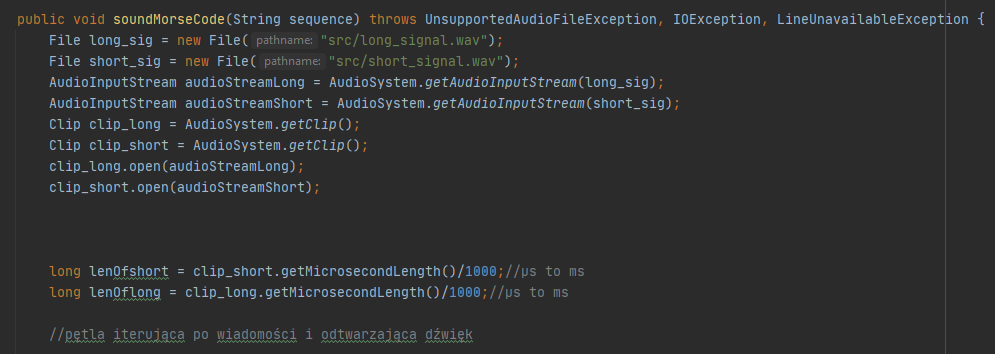 public void soundMorseCode(String sequence) throws UnsupportedAudioFileException, IOException, LineUnavailableException {
File long_sig = new File( pathname: "src/long_signal.wav");
File short_sig = new File( pathname: "src/short_signal.wav");
AudioInputStream audioStreamLong = AudioSystem.getAudioInputStream(long_sig);
AudioInputStream audioStreamShort = AudioSystem.getAudioInputStream(short_sig);
Clip clip_long = AudioSystem.getClip();
Clip clip_short = AudioSystem.getClip();
clip_long.open(audioStreamLong);
clip_short.open(audioStreamShort);
long lenOfshort = clip_short.getMicrosecondLength()/1000;//µs to ms
long lenOflong = clip_long.getMicrosecondLength()/1000;//µs to ms
//pętla iterująca po wiadomości i odtwarzająca dźwięk